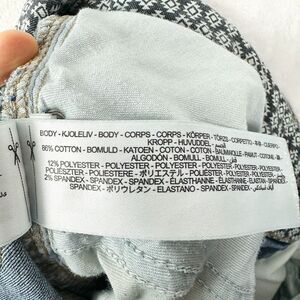 BODY - KJOLELIV - BODY - CORPS - CORPS - KÖRPER - TÖRZS - CORPETTO - CUERPO -
KROPP - HUVUDDEL -
86% COTTON - BOMULD - KATOEN - COTON - COTON - BAUMWOLLE - PAMUT - COTONE -
ALGODÓN - BOMULL - BOMULL -
12% POLYESTER - POLYESTER - POLYESTER - POLYESTER - POLYESTER -
POLIÉSZTER - POLIESTERE - ポリエステル - POLIÉSTER - POLYESTER -
2% SPANDEX - SPANDEX - SPANDEX - ÉLASTHANNE - ÉLASTHANNE - ELASTHAN -
SPANDEX - ポリウレタン - ELASTANO - SPANDEX - SPANDEX -